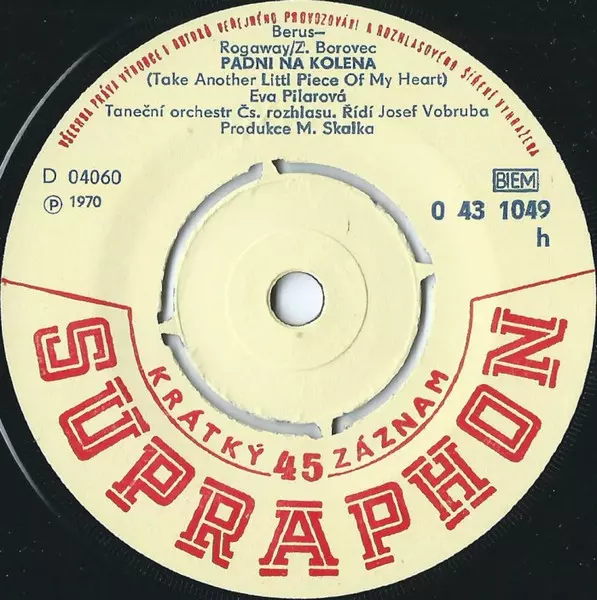 VŠECHNA PRÁVA VÝROBCE I AUTORŮ VEŘEJNÉHO PROVOZOVÁNÍ A ROZHLASOVÉHO ŠÍŘENÍ VYHRAŽENA
Berus–
Rogaway/Z. Borovec
PADNI NA KOLENA
(Take Another Littl Piece Of My Heart)
Eva Pilarová
Taneční orchestr Čs. rozhlasu. Řídí Josef Vobruba
Produkce M. Skalka
D 04060
BIEM
Ⓟ 1970
0 43 1049
h
KRÁTKÝ 45 ZÁZNAM
SUPRAPHON